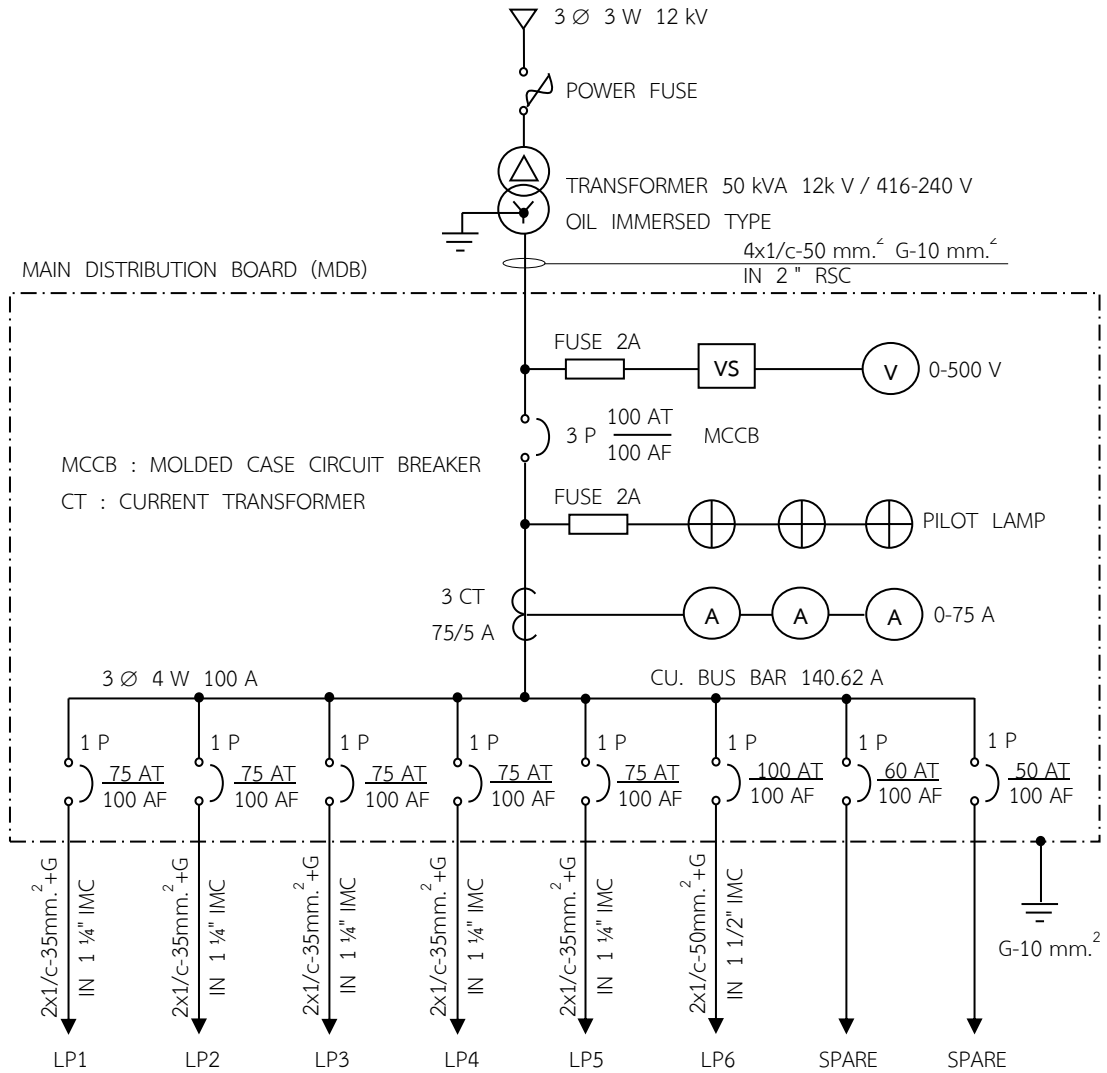 3 Ø 3 W 12 kV
POWER FUSE
TRANSFORMER 50 kVA 12k V / 416-240 V
OIL IMMERSED TYPE
4x1/c-50 mm.² G-10 mm.²
IN 2 " RSC
MAIN DISTRIBUTION BOARD (MDB)
FUSE 2A
VS
V
0-500 V
3 P
100 AT
100 AF
MCCB
MCCB : MOLDED CASE CIRCUIT BREAKER
CT : CURRENT TRANSFORMER
FUSE 2A
PILOT LAMP
3 CT
75/5 A
A
A
A
0-75 A
3 Ø 4 W 100 A
CU. BUS BAR 140.62 A
1 P
75 AT
100 AF
1 P
75 AT
100 AF
1 P
75 AT
100 AF
1 P
75 AT
100 AF
1 P
75 AT
100 AF
1 P
100 AT
100 AF
1 P
60 AT
100 AF
1 P
50 AT
100 AF
2x1/c-35mm.²+G
IN 1 ¼" IMC
2x1/c-35mm.²+G
IN 1 ¼" IMC
2x1/c-35mm.²+G
IN 1 ¼" IMC
2x1/c-35mm.²+G
IN 1 ¼" IMC
2x1/c-35mm.²+G
IN 1 ¼" IMC
2x1/c-50mm.²+G
IN 1 1/2" IMC
G-10 mm.²
LP1
LP2
LP3
LP4
LP5
LP6
SPARE
SPARE